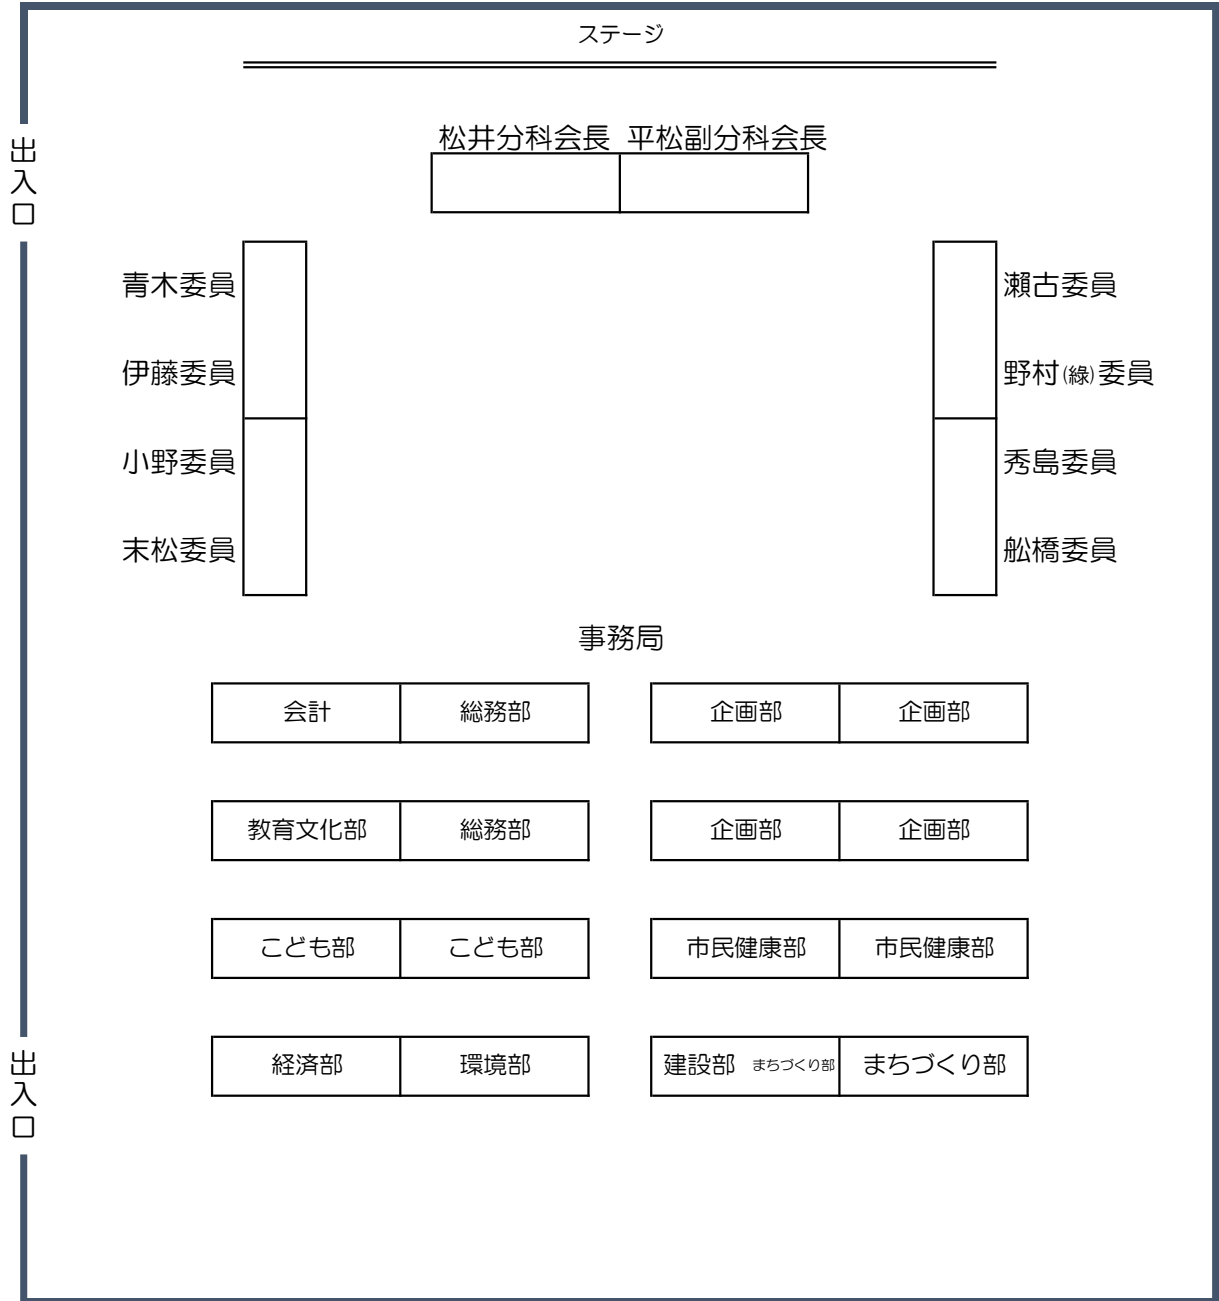 ステージ
松井分科会長 平松副分科会長
出入口
青木委員 瀬古委員
伊藤委員 野村(綠)委員
小野委員 秀島委員
末松委員 舩橋委員
事務局
会計 総務部 企画部 企画部
教育文化部 総務部 企画部 企画部
こども部 こども部 市民健康部 市民健康部
出入口
経済部 環境部 建設部 まちづくり部 まちづくり部